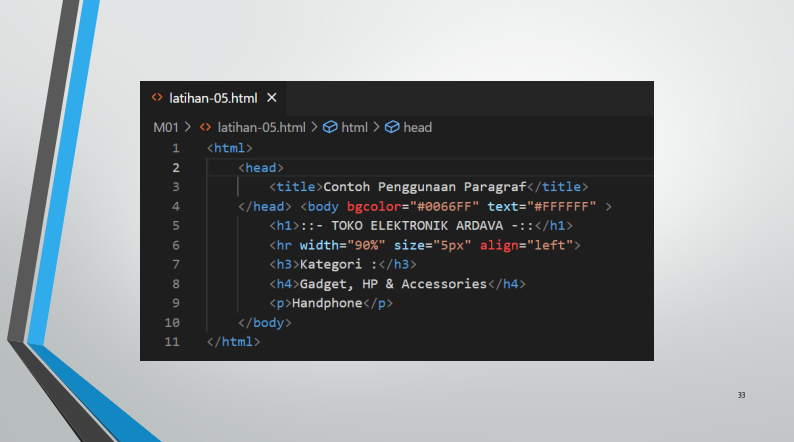 latihan-05.html ×
M01 > latihan-05.html > html > head
1 <html>
2 <head>
3 <title>Contoh Penggunaan Paragraf</title>
4 </head> <body bgcolor="#0066FF" text="#FFFFFF" >
5 <h1>::- TOKO ELEKTRONIK ARDAVA -::</h1>
6 <hr width="90%" size="5px" align="left">
7 <h3>Kategori :</h3>
8 <h4>Gadget, HP & Accessories</h4>
9 <p>Handphone</p>
10 </body>
11 </html>
33